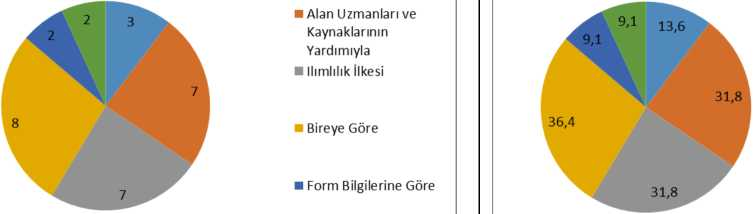 2
3
2
7
8
7
Alan Uzmanları ve
Kaynaklarının
Yardımıyla
Ilımlılık İlkesi
Bireye Göre
Form Bilgilerine Göre
9,1
13,6
9,1
31,8
36,4
31,8